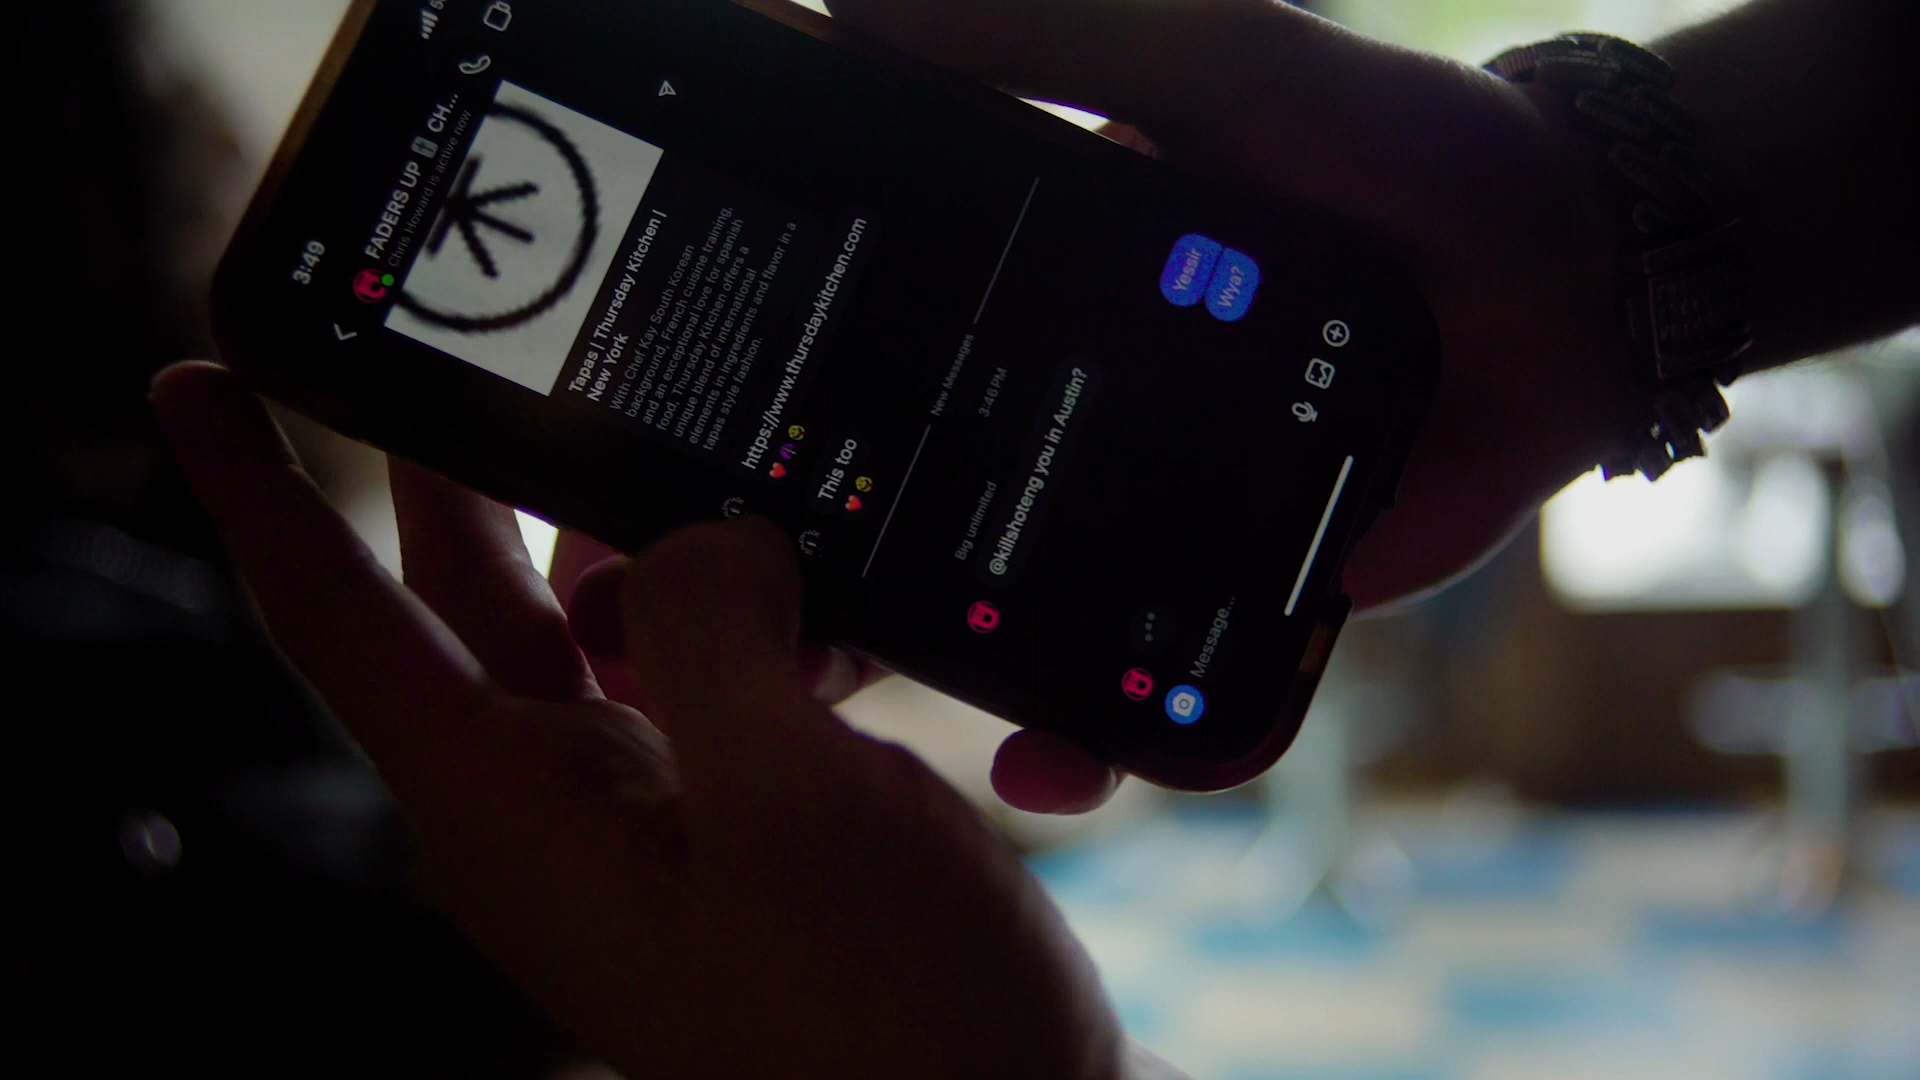 3:49
FADERS UP CH...
Chris Howard is active now
Tapas | Thursday Kitchen |
New York
With Chef Kay South Korean
background, French cuisine training,
and an exceptional love for spanish
food, Thursday Kitchen offers a
unique blend of international
elements in ingredients and flavor in a
tapas style fashion.
https://www.thursdaykitchen.com
This too
New Messages
3:46 PM
Big unlimited
@killshoteng you in Austin?
Yessir
Wya?
Message...